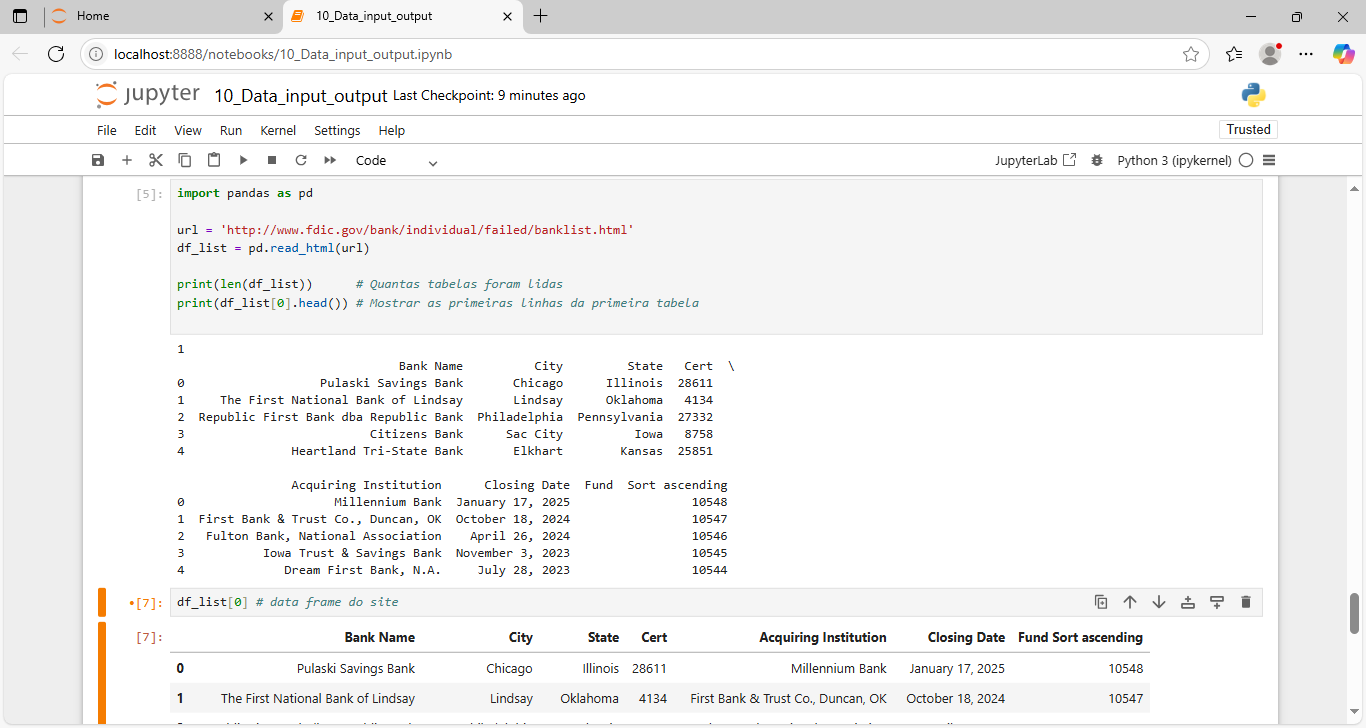 Home
10_Data_input_output
localhost:8888/notebooks/10_Data_input_output.ipynb
jupyter 10_Data_input_output Last Checkpoint: 9 minutes ago
File Edit View Run Kernel Settings Help
Trusted
Code
JupyterLab
Python 3 (ipykernel)
[5]: import pandas as pd
url = 'http://www.fdic.gov/bank/individual/failed/banklist.html'
df_list = pd.read_html(url)
print(len(df_list)) # Quantas tabelas foram lidas
print(df_list[0].head()) # Mostrar as primeiras linhas da primeira tabela
1
Bank Name City State Cert \
0 Pulaski Savings Bank Chicago Illinois 28611
1 The First National Bank of Lindsay Lindsay Oklahoma 4134
2 Republic First Bank dba Republic Bank Philadelphia Pennsylvania 27332
3 Citizens Bank Sac City Iowa 8758
4 Heartland Tri-State Bank Elkhart Kansas 25851
Acquiring Institution Closing Date Fund Sort ascending
0 Millennium Bank January 17, 2025 10548
1 First Bank & Trust Co., Duncan, OK October 18, 2024 10547
2 Fulton Bank, National Association April 26, 2024 10546
3 Iowa Trust & Savings Bank November 3, 2023 10545
4 Dream First Bank, N.A. July 28, 2023 10544
•[7]: df_list[0] # data frame do site
[7]: Bank Name City State Cert Acquiring Institution Closing Date Fund Sort ascending
0 Pulaski Savings Bank Chicago Illinois 28611 Millennium Bank January 17, 2025 10548
1 The First National Bank of Lindsay Lindsay Oklahoma 4134 First Bank & Trust Co., Duncan, OK October 18, 2024 10547